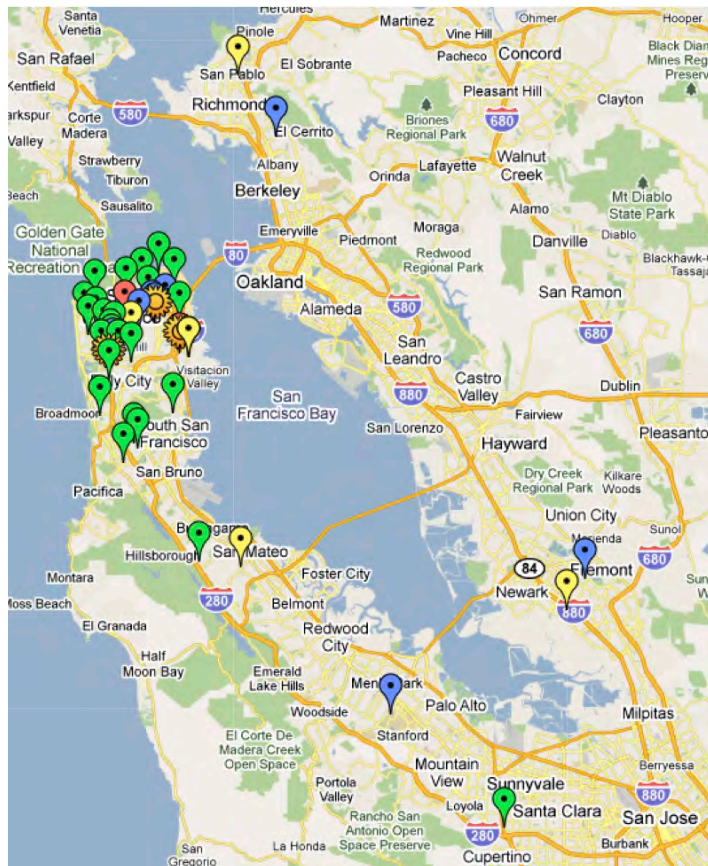 Santa
Venetia
Hercules
Pinole
Martinez
Vine Hill
Ohmer
Hooper
San Rafael
Pacheco
Concord
Black Dia
Mines Reg
Preserv
San Pablo
El Sobrante
Kentfield
Richmond
Pleasant Hill
Clayton
arkspur
Corte
Madera
580
El Cerrito
Briones
Regional Park
680
Valley
Strawberry
Albany
Walnut
Creek
Tiburon
Orinda
Lafayette
Beach
Sausalito
Berkeley
Mt Diablo
State Park
Alamo
Golden Gate
National
Recreation
Emeryville
Moraga
Piedmont
Danville
Diablo
80
Redwood
Regional Park
Blackhawk-C
Tassaja
Oakland
San Ramon
Alameda
680
San
Leandro
Visitacion
Valley
880
Castro
Valley
Dublin
Broadmoor
San
Francisco Bay
Fairview
San Lorenzo
Pleasanto
South San
Francisco
Hayward
San Bruno
Dry Creek
Regional Park
Kilkare
Woods
Pacifica
Union City
Sunol
Hillsborough
San Mateo
84
Fremont
680
Montara
Foster City
Newark
880
280
Moss Beach
Belmont
El Granada
Redwood
City
Half
Moon Bay
Emerald
Lake Hills
Woodside
Palo Alto
Milpitas
Stanford
El Corte De
Madera Creek
Open Space
Mountain
View
Berryessa
Portola
Valley
Sunnyvale
880
Loyola
Santa Clara
San Jose
Rancho San
Antonio Open
Space Preserve
280
Burbank
San
Gregorio
La Honda
Cupertino